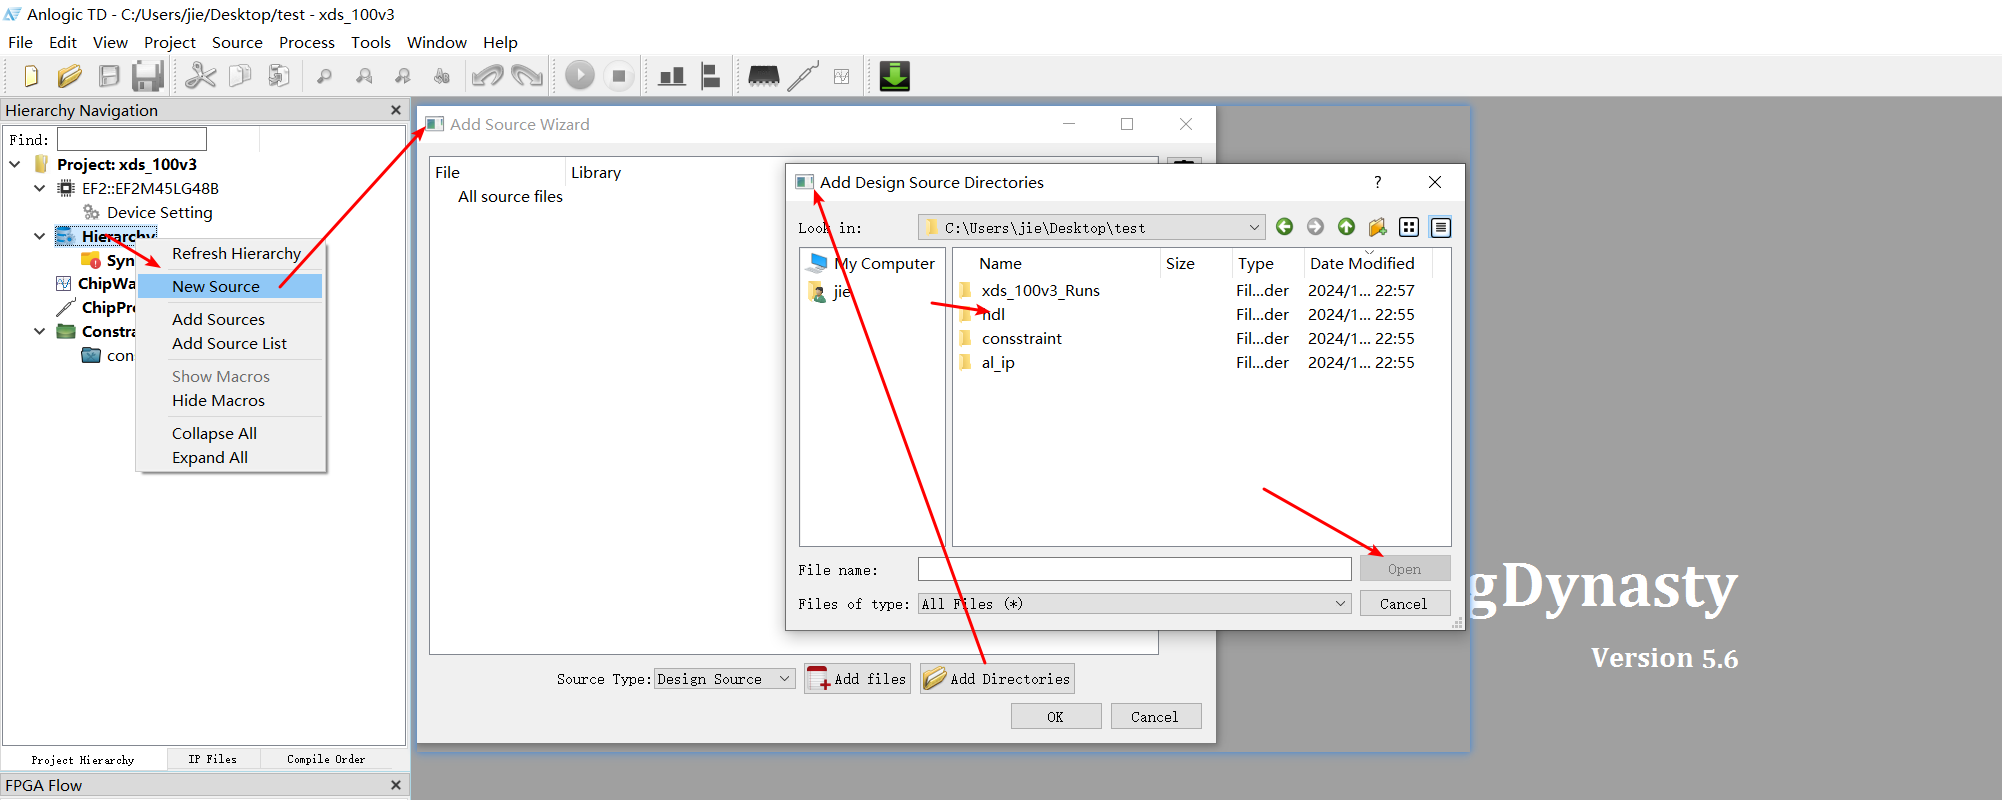 Anlogic TD - C:/Users/jie/Desktop/test - xds_100v3
File Edit View Project Source Process Tools Window Help
Hierarchy Navigation
Find:
Project: xds_100v3
EF2::EF2M45LG48B
Device Setting
Hierarchy
Syn
ChipWa
ChipPr
Constra
con
Refresh Hierarchy
New Source
Add Sources
Add Source List
Show Macros
Hide Macros
Collapse All
Expand All
Project Hierarchy IP Files Compile Order
FPGA Flow
Add Source Wizard
File Library
All source files
Source Type: Design Source Add files Add Directories
OK Cancel
Add Design Source Directories ?
Look in: C:\Users\jie\Desktop\test
My Computer
jie
Name Size Type Date Modified
xds_100v3_Runs Fil...der 2024/1... 22:57
hdl Fil...der 2024/1... 22:55
consstraint Fil...der 2024/1... 22:55
al_ip Fil...der 2024/1... 22:55
File name: Open
Files of type: All Files (*) Cancel
gDynasty
Version 5.6